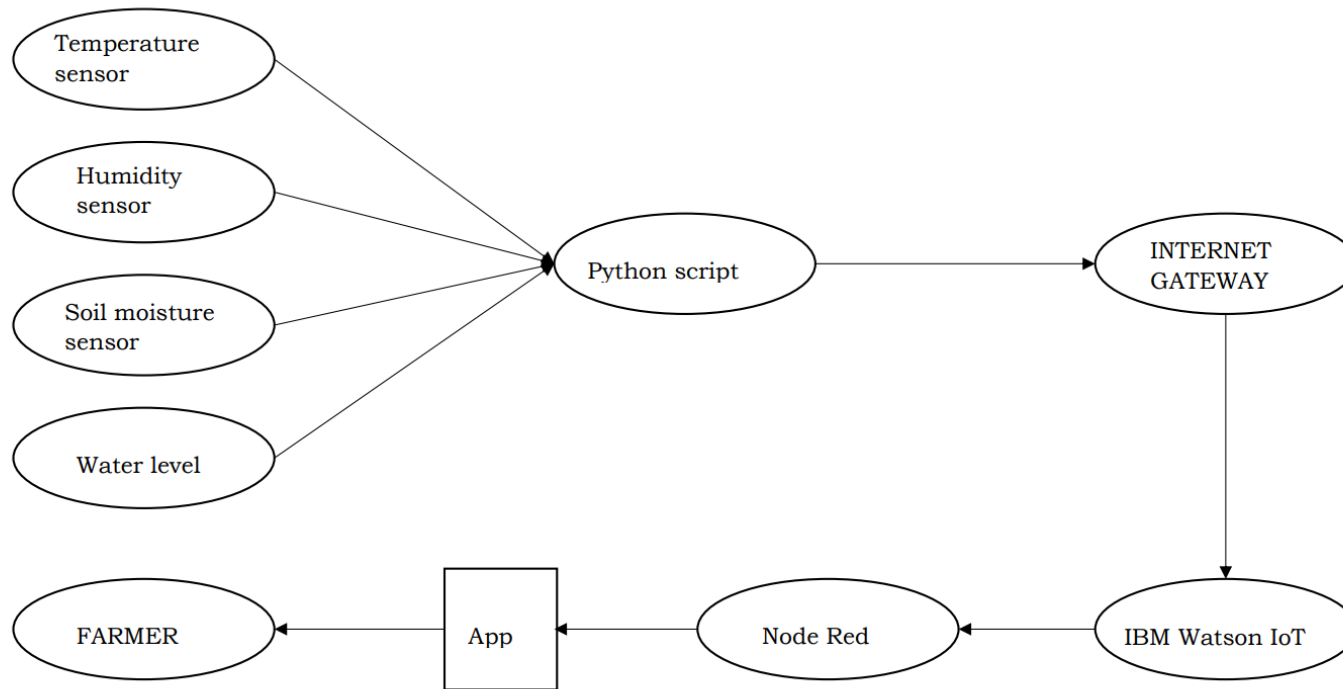 Temperature
sensor
Humidity
sensor
Python script
INTERNET
GATEWAY
Soil moisture
sensor
Water level
FARMER
App
Node Red
IBM Watson IoT